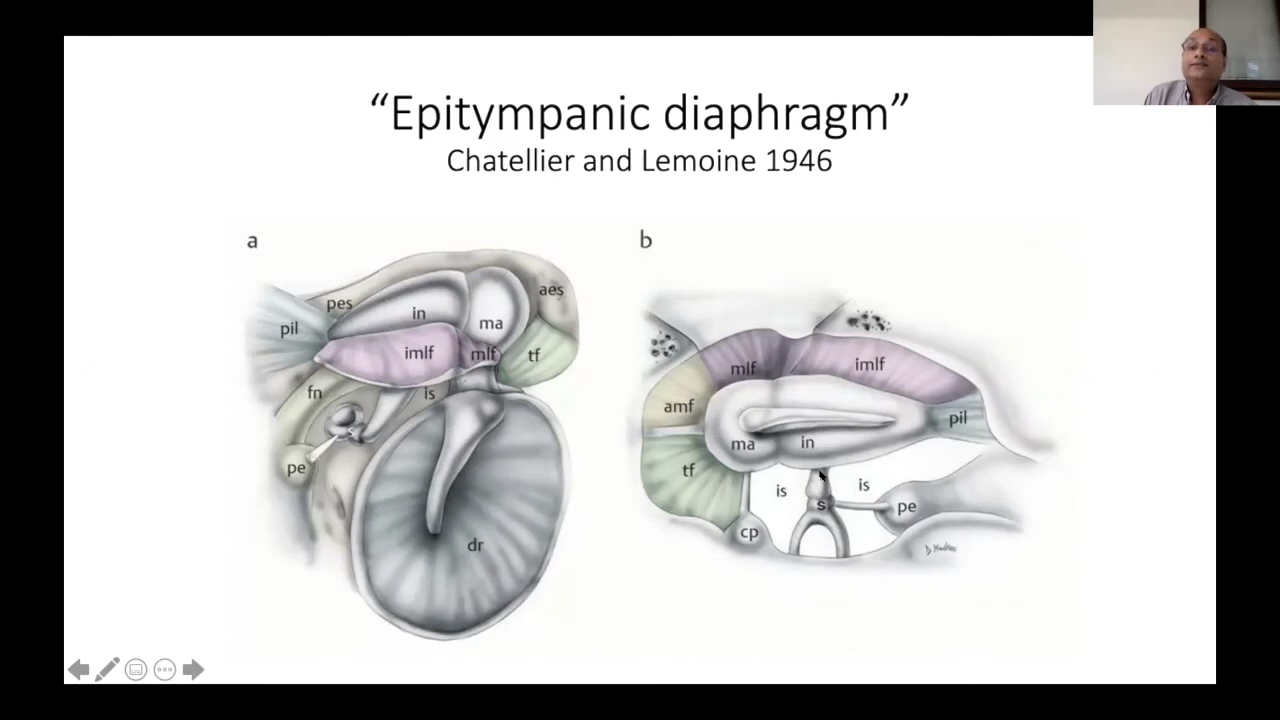 “Epitympanic diaphragm”
Chatellier and Lemoine 1946
a
pes
aes
in
pil
ma
imlf
mlf
tf
fn
is
pe
dr
b
mlf
imlf
amf
pil
ma
in
tf
is
is
s
pe
cp